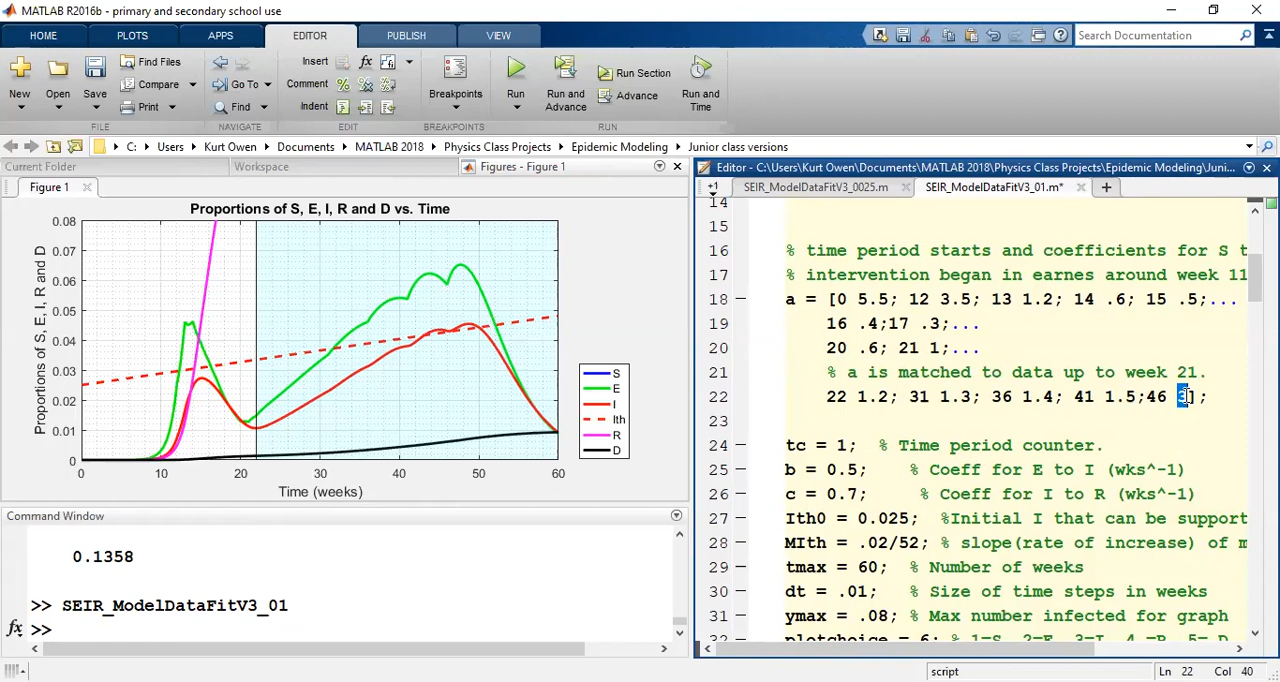 MATLAB R2016b - primary and secondary school use
HOME PLOTS APPS EDITOR PUBLISH VIEW Search Documentation
Find Files Insert fx
New Open Save Compare Go To Comment % Breakpoints Run Run and Advance Run Section Advance Run and Time
Print Find Indent
FILE NAVIGATE EDIT BREAKPOINTS RUN
C: Users Kurt Owen Documents MATLAB 2018 Physics Class Projects Epidemic Modeling Junior class versions
Current Folder Workspace Figures - Figure 1
Editor - C:\Users\Kurt Owen\Documents\MATLAB 2018\Physics Class Projects\Epidemic Modeling\Juni...
Figure 1
+1 SEIR_ModelDataFitV3_0025.m SEIR_ModelDataFitV3_01.m* +
Proportions of S, E, I, R and D vs. Time
Proportions of S, E, I, R and D
0.08
0.07
0.06
0.05
0.04
0.03
0.02
0.01
0
0 10 20 30 40 50 60
Time (weeks)
S
E
I
Ith
R
D
14
15
16 % time period starts and coefficients for S t
17 % intervention began in earnes around week 11
18 a = [0 5.5; 12 3.5; 13 1.2; 14 .6; 15 .5;...
19 16 .4;17 .3;...
20 20 .6; 21 1;...
21 % a is matched to data up to week 21.
22 22 1.2; 31 1.3; 36 1.4; 41 1.5;46 3];
23
24 tc = 1; % Time period counter.
25 b = 0.5; % Coeff for E to I (wks^-1)
26 c = 0.7; % Coeff for I to R (wks^-1)
27 Ith0 = 0.025; %Initial I that can be support
28 MIth = .02/52; % slope(rate of increase) of m
29 tmax = 60; % Number of weeks
30 dt = .01; % Size of time steps in weeks
31 ymax = .08; % Max number infected for graph
32 plotchoice = 6; % 1=S, 2=E, 3=I, 4 =R, 5= D
Command Window
0.1358
>> SEIR_ModelDataFitV3_01
fx >>
script Ln 22 Col 40